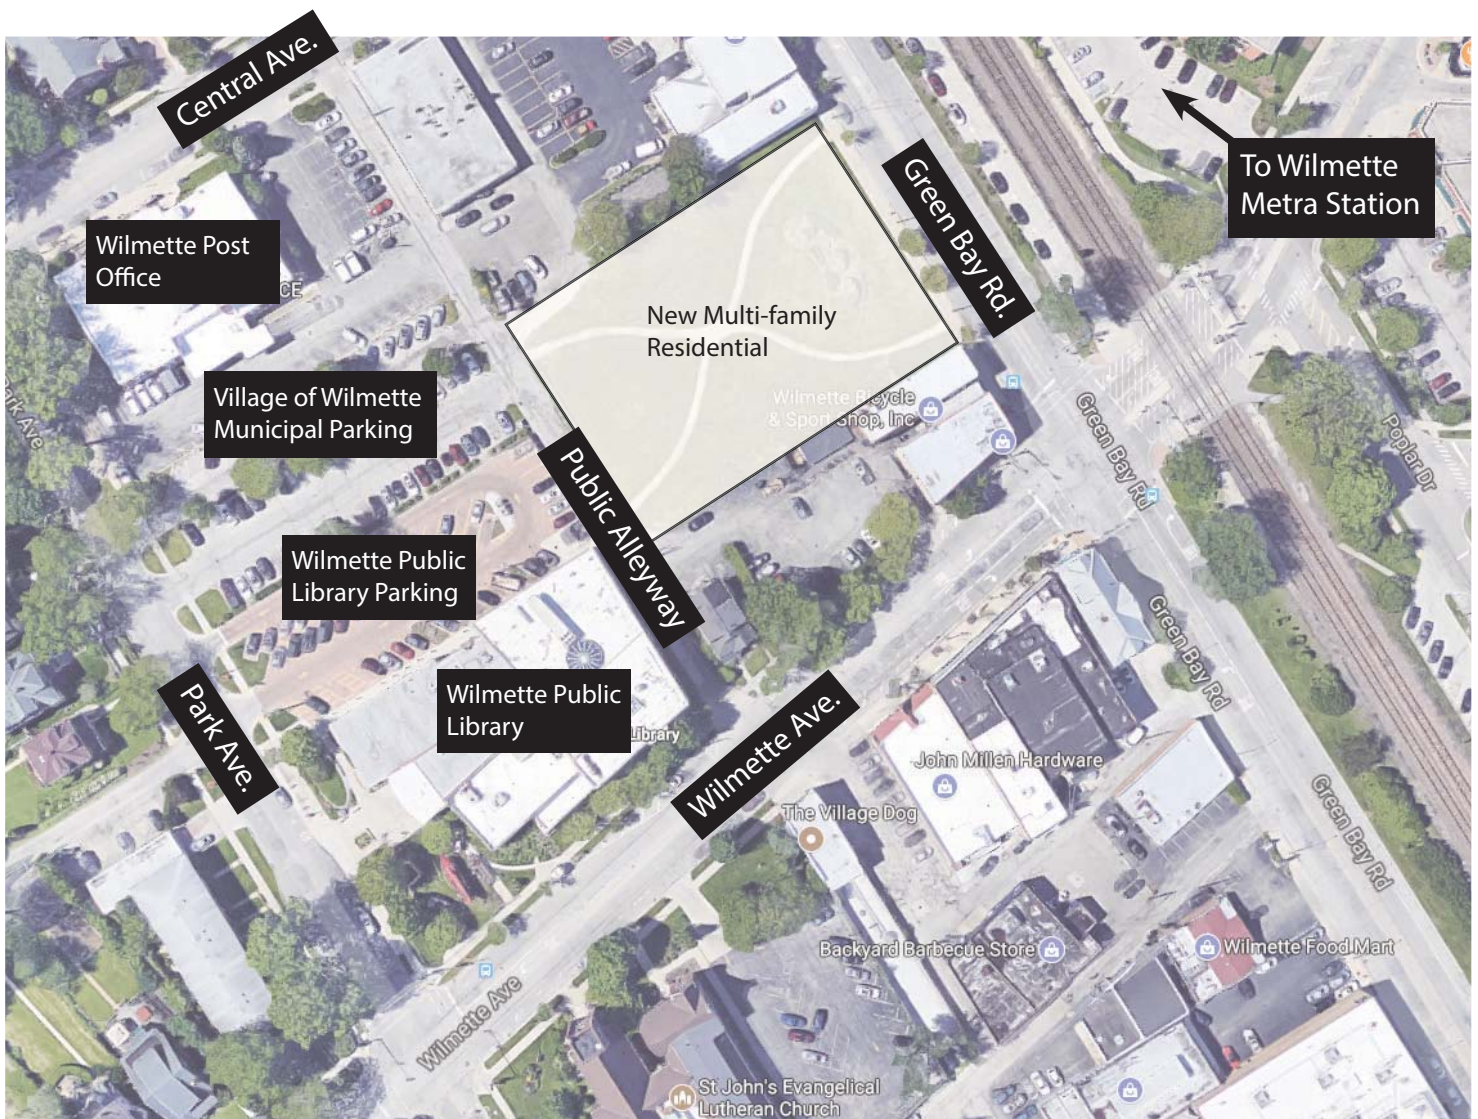 Central Ave.
To Wilmette
Metra Station
Green Bay Rd.
Wilmette Post
Office
CE
New Multi-family
Residential
Village of Wilmette
Municipal Parking
Wilmette Bicycle
& Sport Shop, Inc
Green Bay Rd
Poplar Dr
Park Ave
Public Alleyway
Wilmette Public
Library Parking
Green Bay Rd
Wilmette Public
Library
Library
Park Ave.
Wilmette Ave.
John Millen Hardware
The Village Dog
Green Bay Rd
Backyard Barbecue Store
Wilmette Food Mart
Wilmette Ave
St John's Evangelical
Lutheran Church